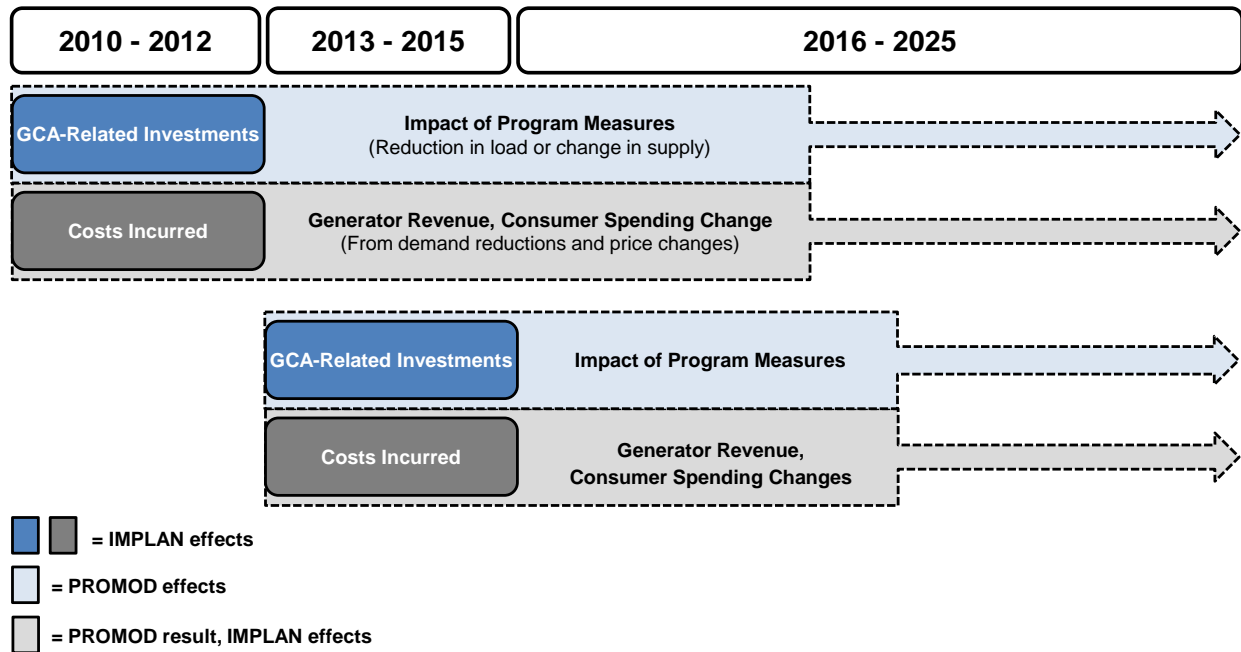 2010 - 2012
2013 - 2015
2016 - 2025
GCA-Related Investments
Impact of Program Measures
(Reduction in load or change in supply)
Costs Incurred
Generator Revenue, Consumer Spending Change
(From demand reductions and price changes)
GCA-Related Investments
Impact of Program Measures
Costs Incurred
Generator Revenue,
Consumer Spending Changes
= IMPLAN effects
= PROMOD effects
= PROMOD result, IMPLAN effects